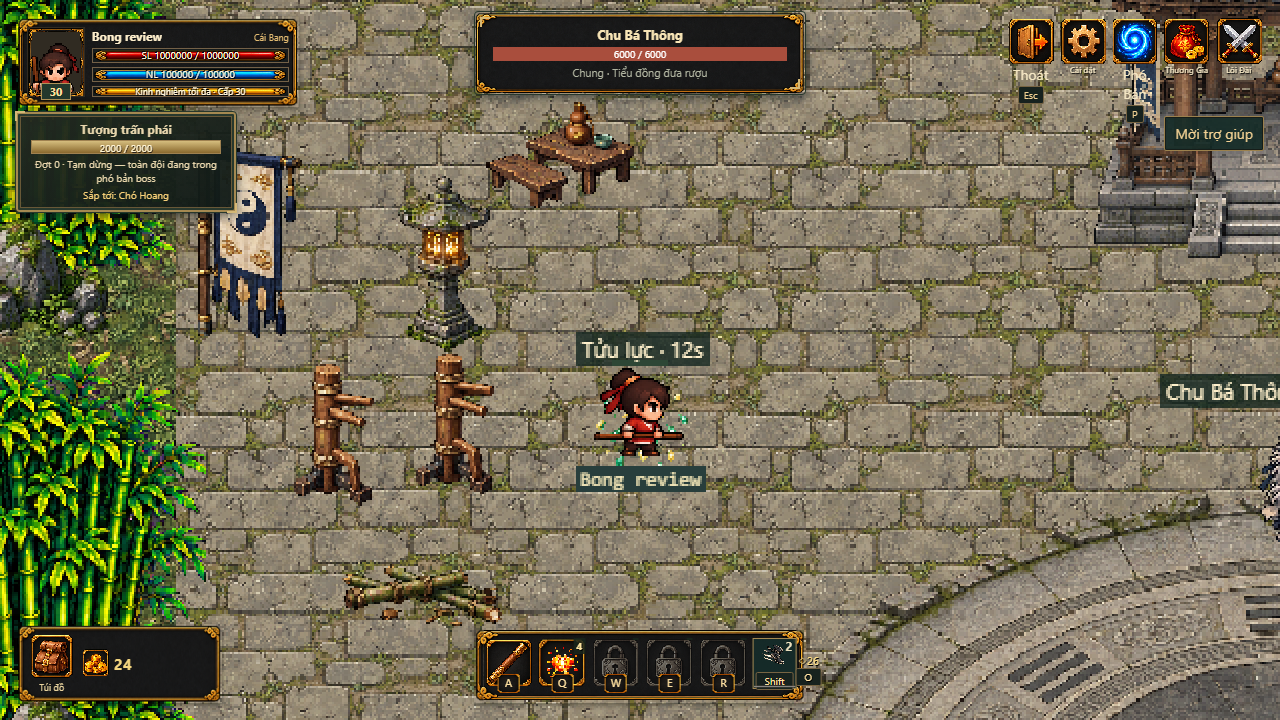 Bong review
Cái Bang
SL 1000000 / 1000000
NL 100000 / 100000
Kinh nghiệm tối đa · Cấp 30
30
Tượng trấn phái
2000 / 2000
Đợt 0 · Tạm dừng — toàn đội đang trong
phó bản boss
Sắp tới: Chó Hoang
Chu Bá Thông
6000 / 6000
Chung · Tiểu đồng đưa rượu
Thoát
Esc
Cài đặt
Phó
Bản
P
Thương Gia
Lôi Đài
Mời trợ giúp
Tửu lực · 12s
Bong review
Chu Bá Thôn
24
Túi đồ
A
4
Q
W
E
R
2
Shift
26
O